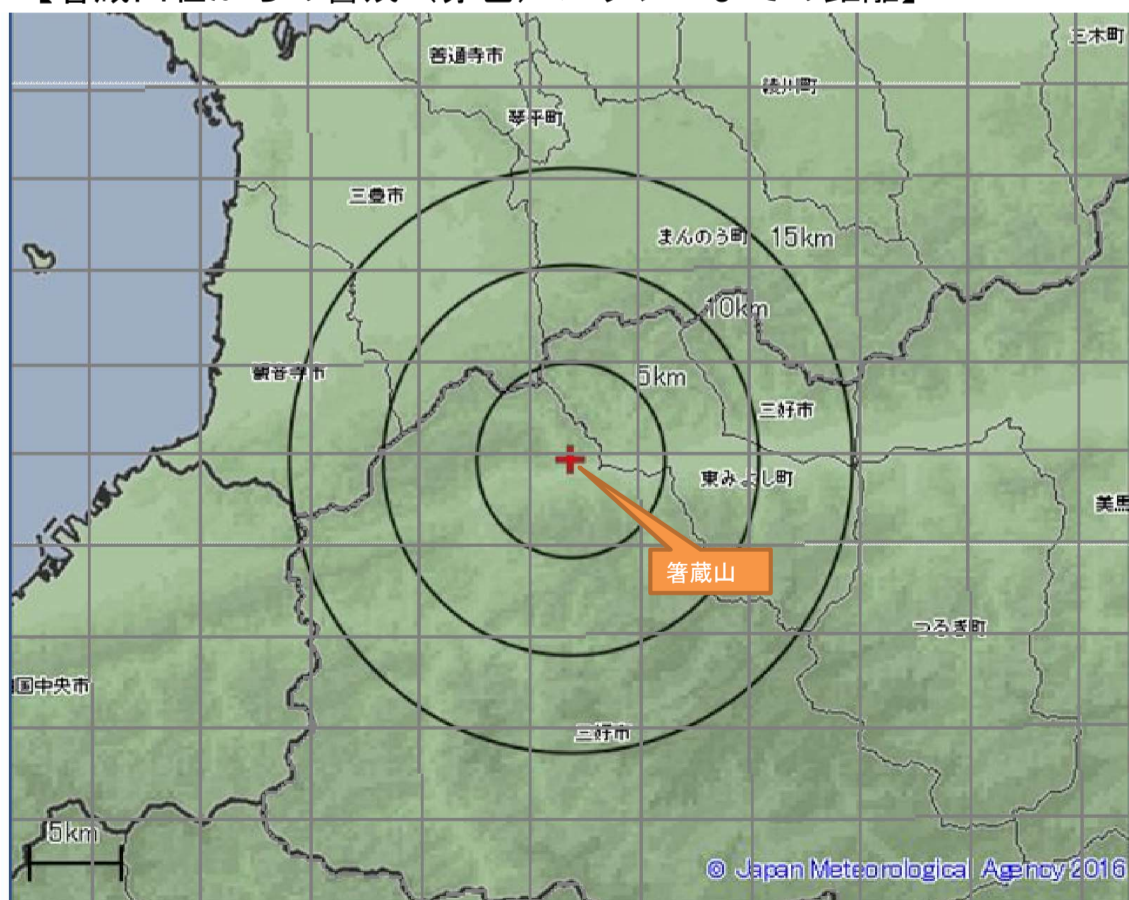 三木町
善通寺市
綾川町
琴平町
三豊市
まんのう町
15km
10km
観音寺市
5km
三好市
東みよし町
美馬
箸蔵山
つるぎ町
国中央市
三好市
5km
© Japan Meteorological Agency 2016